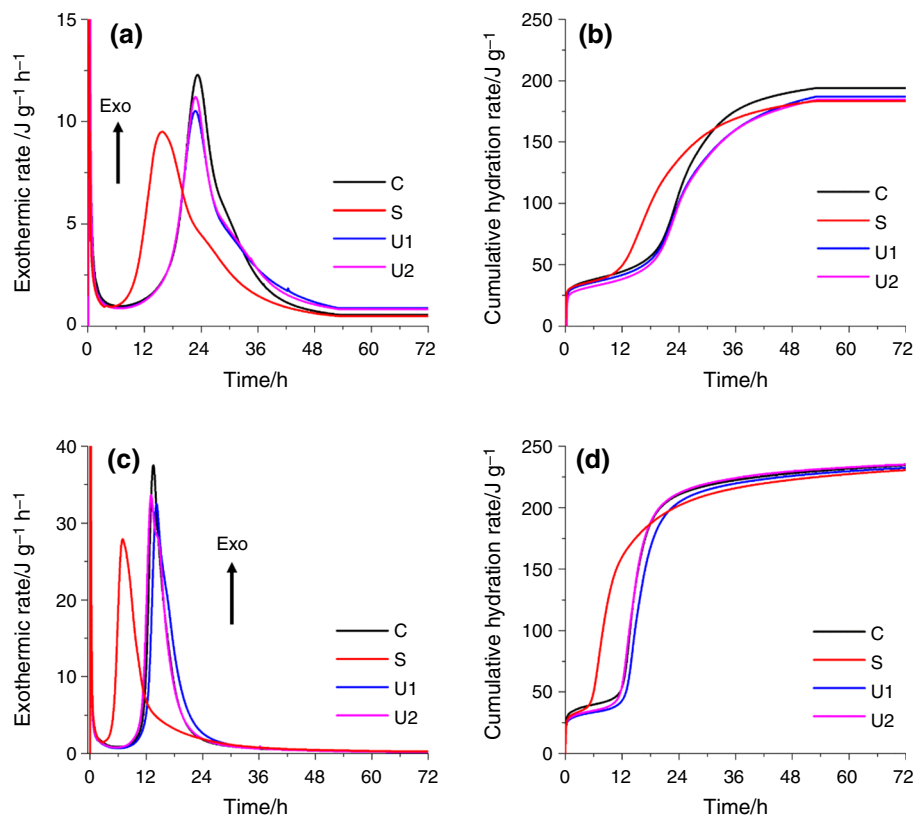 (a)
Exothermic rate /J g⁻¹ h⁻¹
15
10
5
0
Exo
C
S
U1
U2
0 12 24 36 48 60 72
Time/h
(b)
Cumulative hydration rate/J g⁻¹
250
200
150
100
50
0
C
S
U1
U2
0 12 24 36 48 60 72
Time/h
(c)
Exothermic rate/J g⁻¹ h⁻¹
40
30
20
10
0
Exo
C
S
U1
U2
0 12 24 36 48 60 72
Time/h
(d)
Cumulative hydration rate/J g⁻¹
250
200
150
100
50
0
C
S
U1
U2
0 12 24 36 48 60 72
Time/h